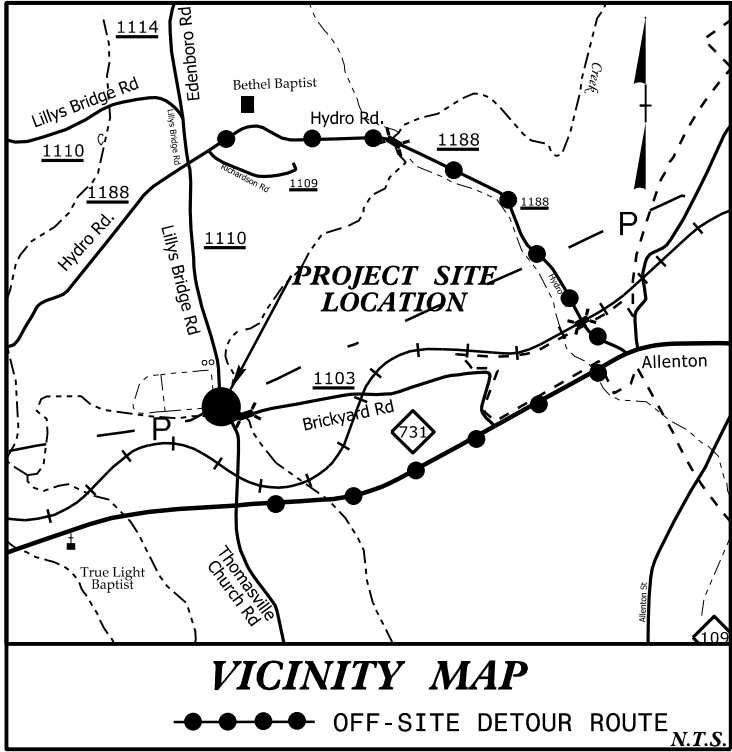 1114
Edenboro Rd
Lillys Bridge Rd
Bethel Baptist
Creek
Hydro Rd.
Lillys Bridge Rd
1110
1188
1188
Richardson Rd
1109
1188
Hydro Rd.
P
Lillys Bridge Rd
1110
PROJECT SITE
LOCATION
Hydro
Allenton
1103
Brickyard Rd
P
731
True Light
Baptist
Thomasville
Church Rd
Allenton St
109
VICINITY MAP
OFF-SITE DETOUR ROUTE
N.T.S.